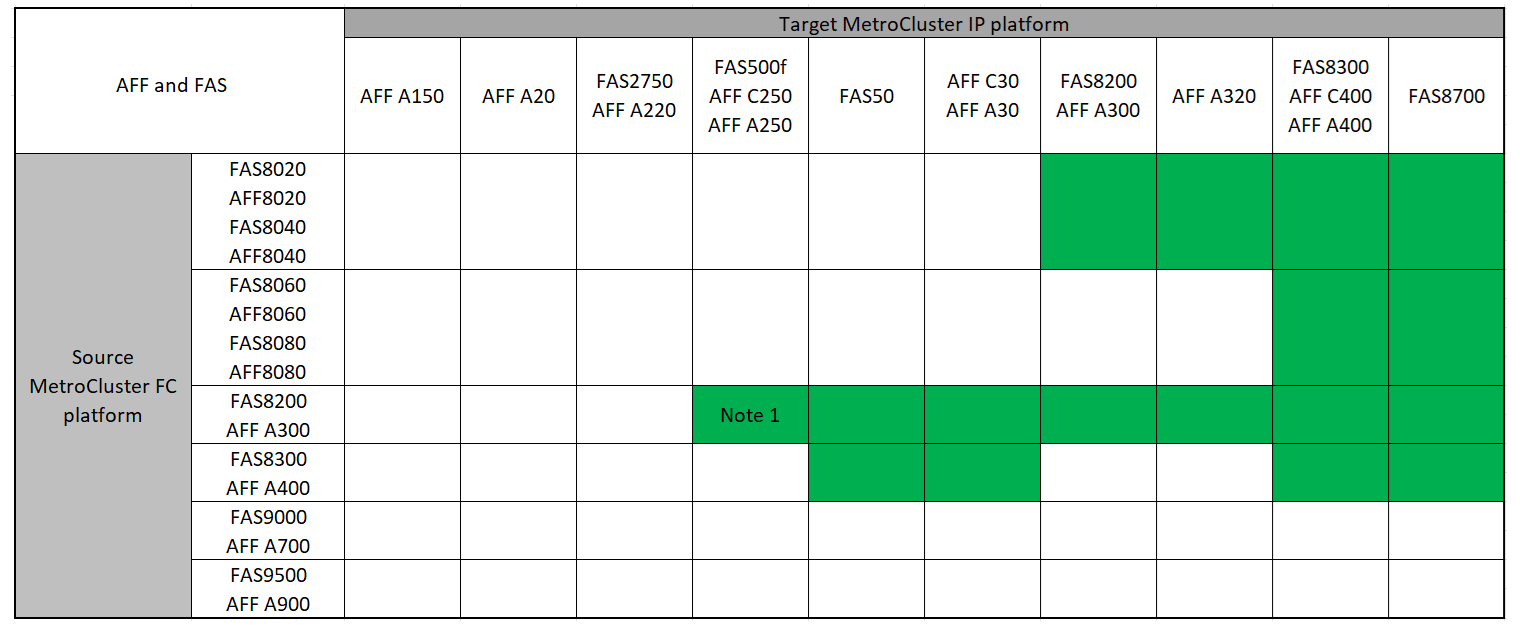 Target MetroCluster IP platform
AFF and FAS
AFF A150
AFF A20
FAS2750
AFF A220
FAS500f
AFF C250
AFF A250
FAS50
AFF C30
AFF A30
FAS8200
AFF A300
AFF A320
FAS8300
AFF C400
AFF A400
FAS8700
Source
MetroCluster FC
platform
FAS8020
AFF8020
FAS8040
AFF8040
FAS8060
AFF8060
FAS8080
AFF8080
FAS8200
AFF A300
Note 1
FAS8300
AFF A400
FAS9000
AFF A700
FAS9500
AFF A900